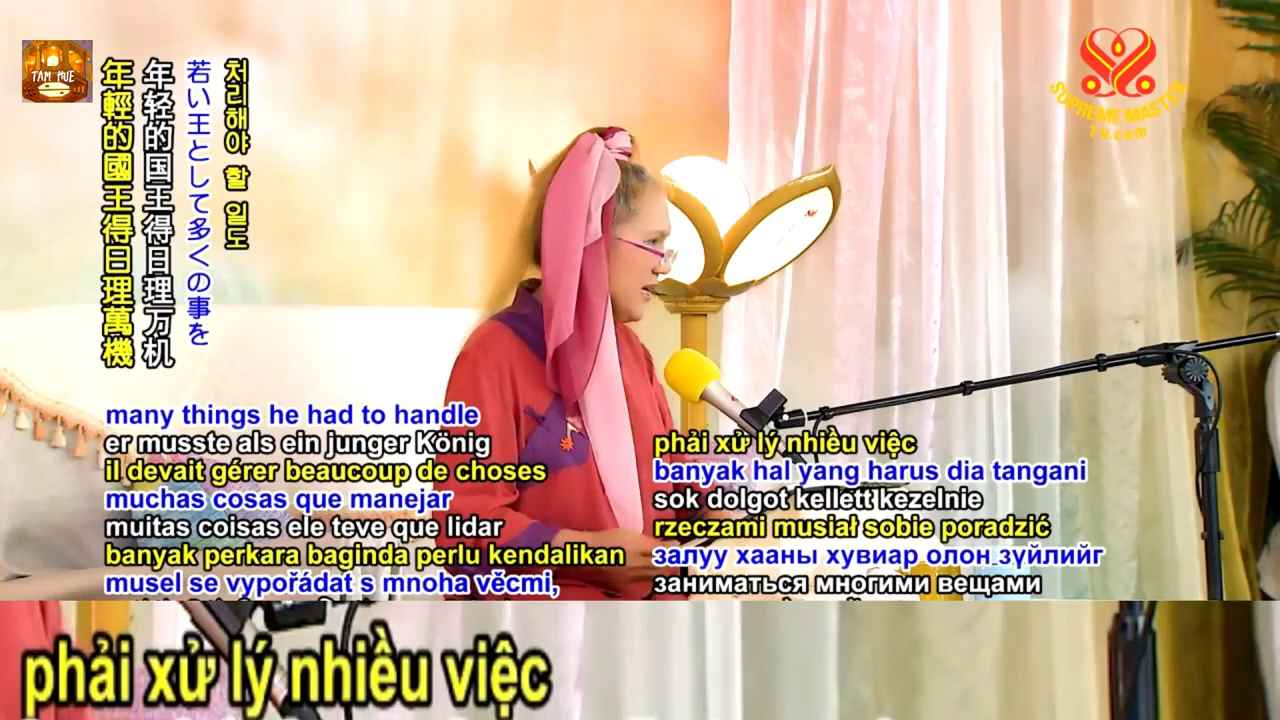 TAM HUE
처리해야 할 일도
若い王として多くの事を
年轻的国王得日理万机
年輕的國王得日理萬機
SUPREME MASTER
TV.com
many things he had to handle
er musste als ein junger König
il devait gérer beaucoup de choses
muchas cosas que manejar
muitas coisas ele teve que lidar
banyak perkara baginda perlu kendalikan
musel se vypořádat s mnoha věcmi,
phải xử lý nhiều việc
banyak hal yang harus dia tangani
sok dolgot kellett kezelnie
rzeczami musiał sobie poradzić
залуу хааны хувиар олон зүйлийг
заниматься многими вещами
phải xử lý nhiều việc